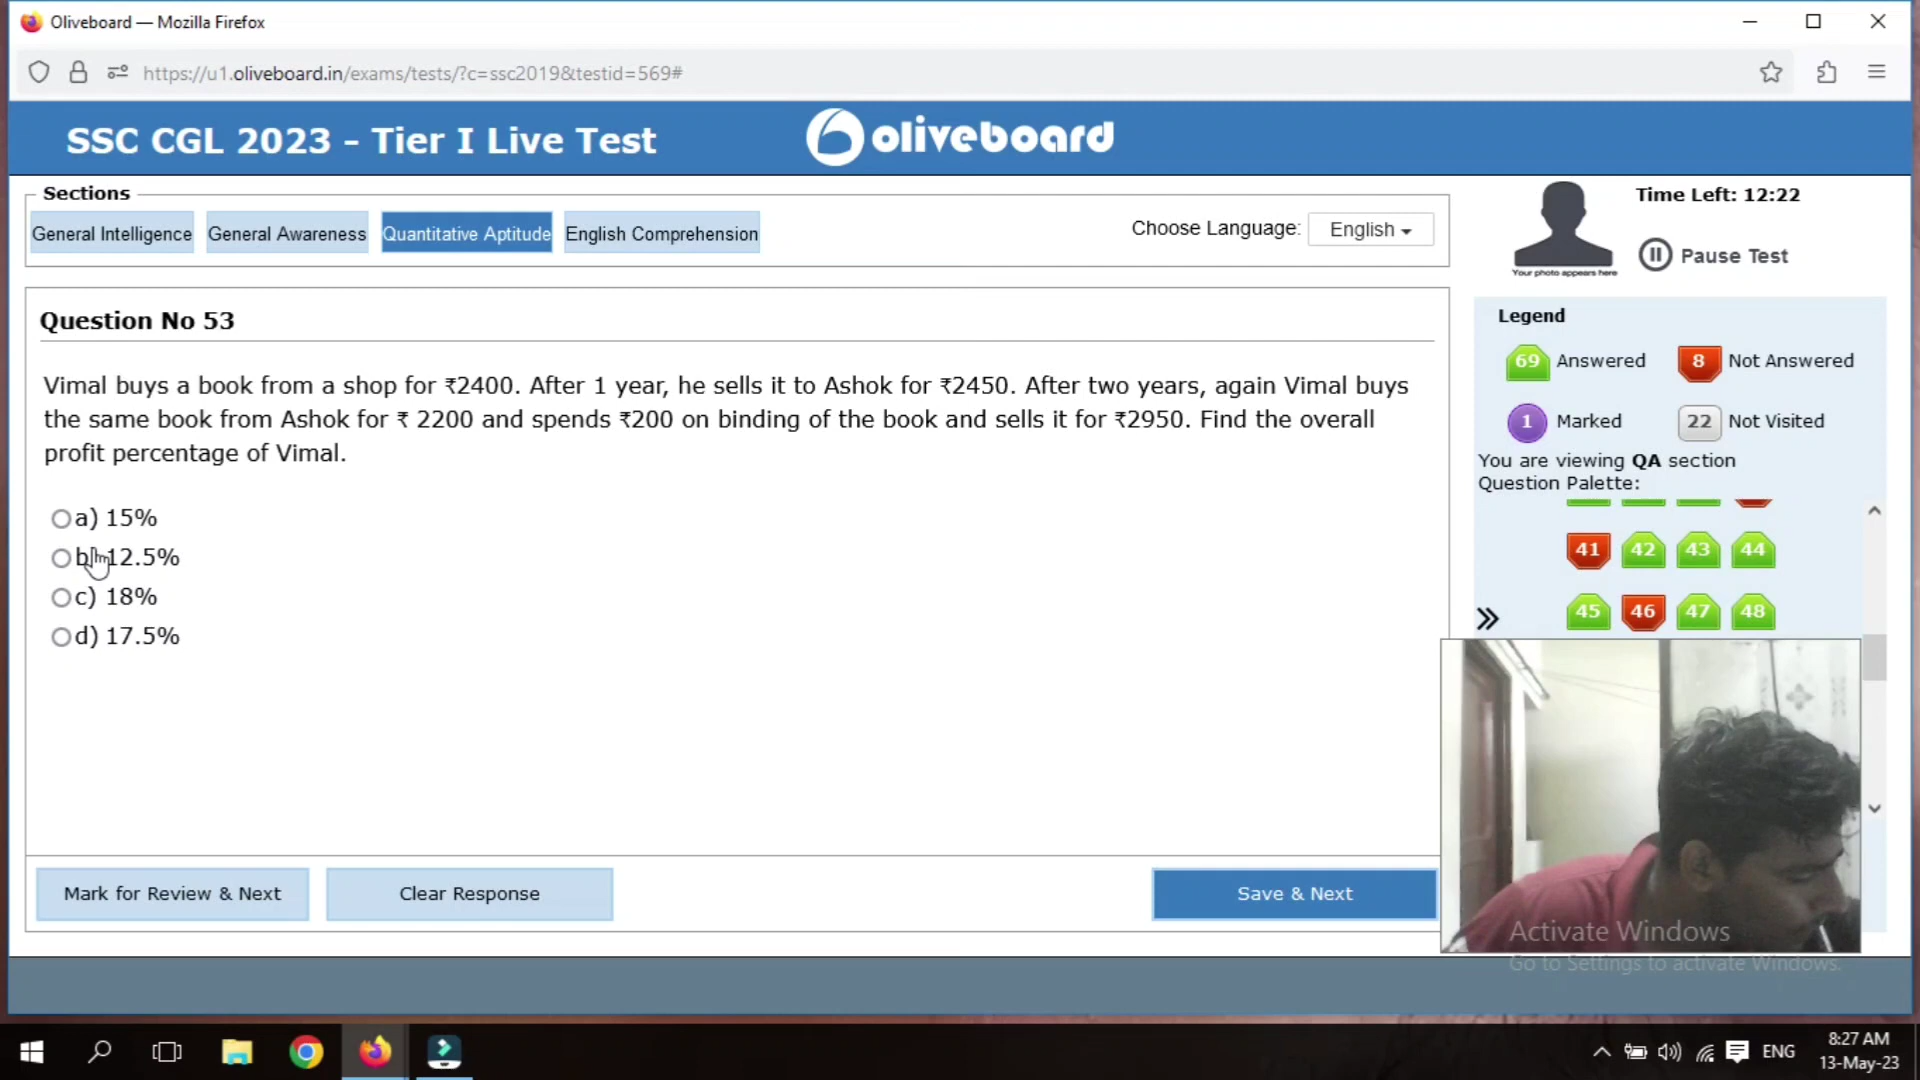 Oliveboard — Mozilla Firefox
https://u1.oliveboard.in/exams/tests/?c=ssc2019&testid=569#
SSC CGL 2023 - Tier I Live Test
oliveboard
Sections
General Intelligence
General Awareness
Quantitative Aptitude
English Comprehension
Choose Language:
English
Your photo appears here
Time Left: 12:22
Pause Test
Question No 53
Vimal buys a book from a shop for ₹2400. After 1 year, he sells it to Ashok for ₹2450. After two years, again Vimal buys
the same book from Ashok for ₹ 2200 and spends ₹200 on binding of the book and sells it for ₹2950. Find the overall
profit percentage of Vimal.
a) 15%
b) 12.5%
c) 18%
d) 17.5%
Legend
69 Answered
8 Not Answered
1 Marked
22 Not Visited
You are viewing QA section
Question Palette:
41 42 43 44
45 46 47 48
Mark for Review & Next
Clear Response
Save & Next
Activate Windows
Go to Settings to activate Windows.
ENG
8:27 AM
13-May-23